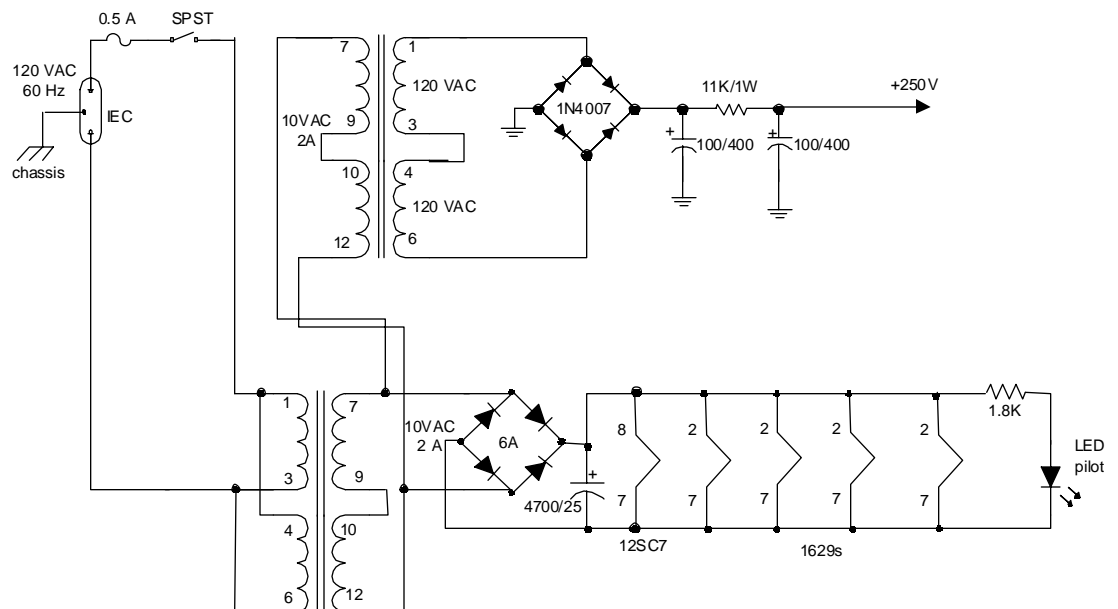 0.5 A
SPST
120 VAC
60 Hz
IEC
chassis
7
9
10
12
10VAC
2A
1
120 VAC
3
4
120 VAC
6
1N4007
11K/1W
+250V
+
100/400
+
100/400
1
3
4
6
7
9
10
12
10VAC
2 A
6A
+
4700/25
8
7
2
7
2
7
2
7
2
7
12SC7
1629s
1.8K
LED
pilot